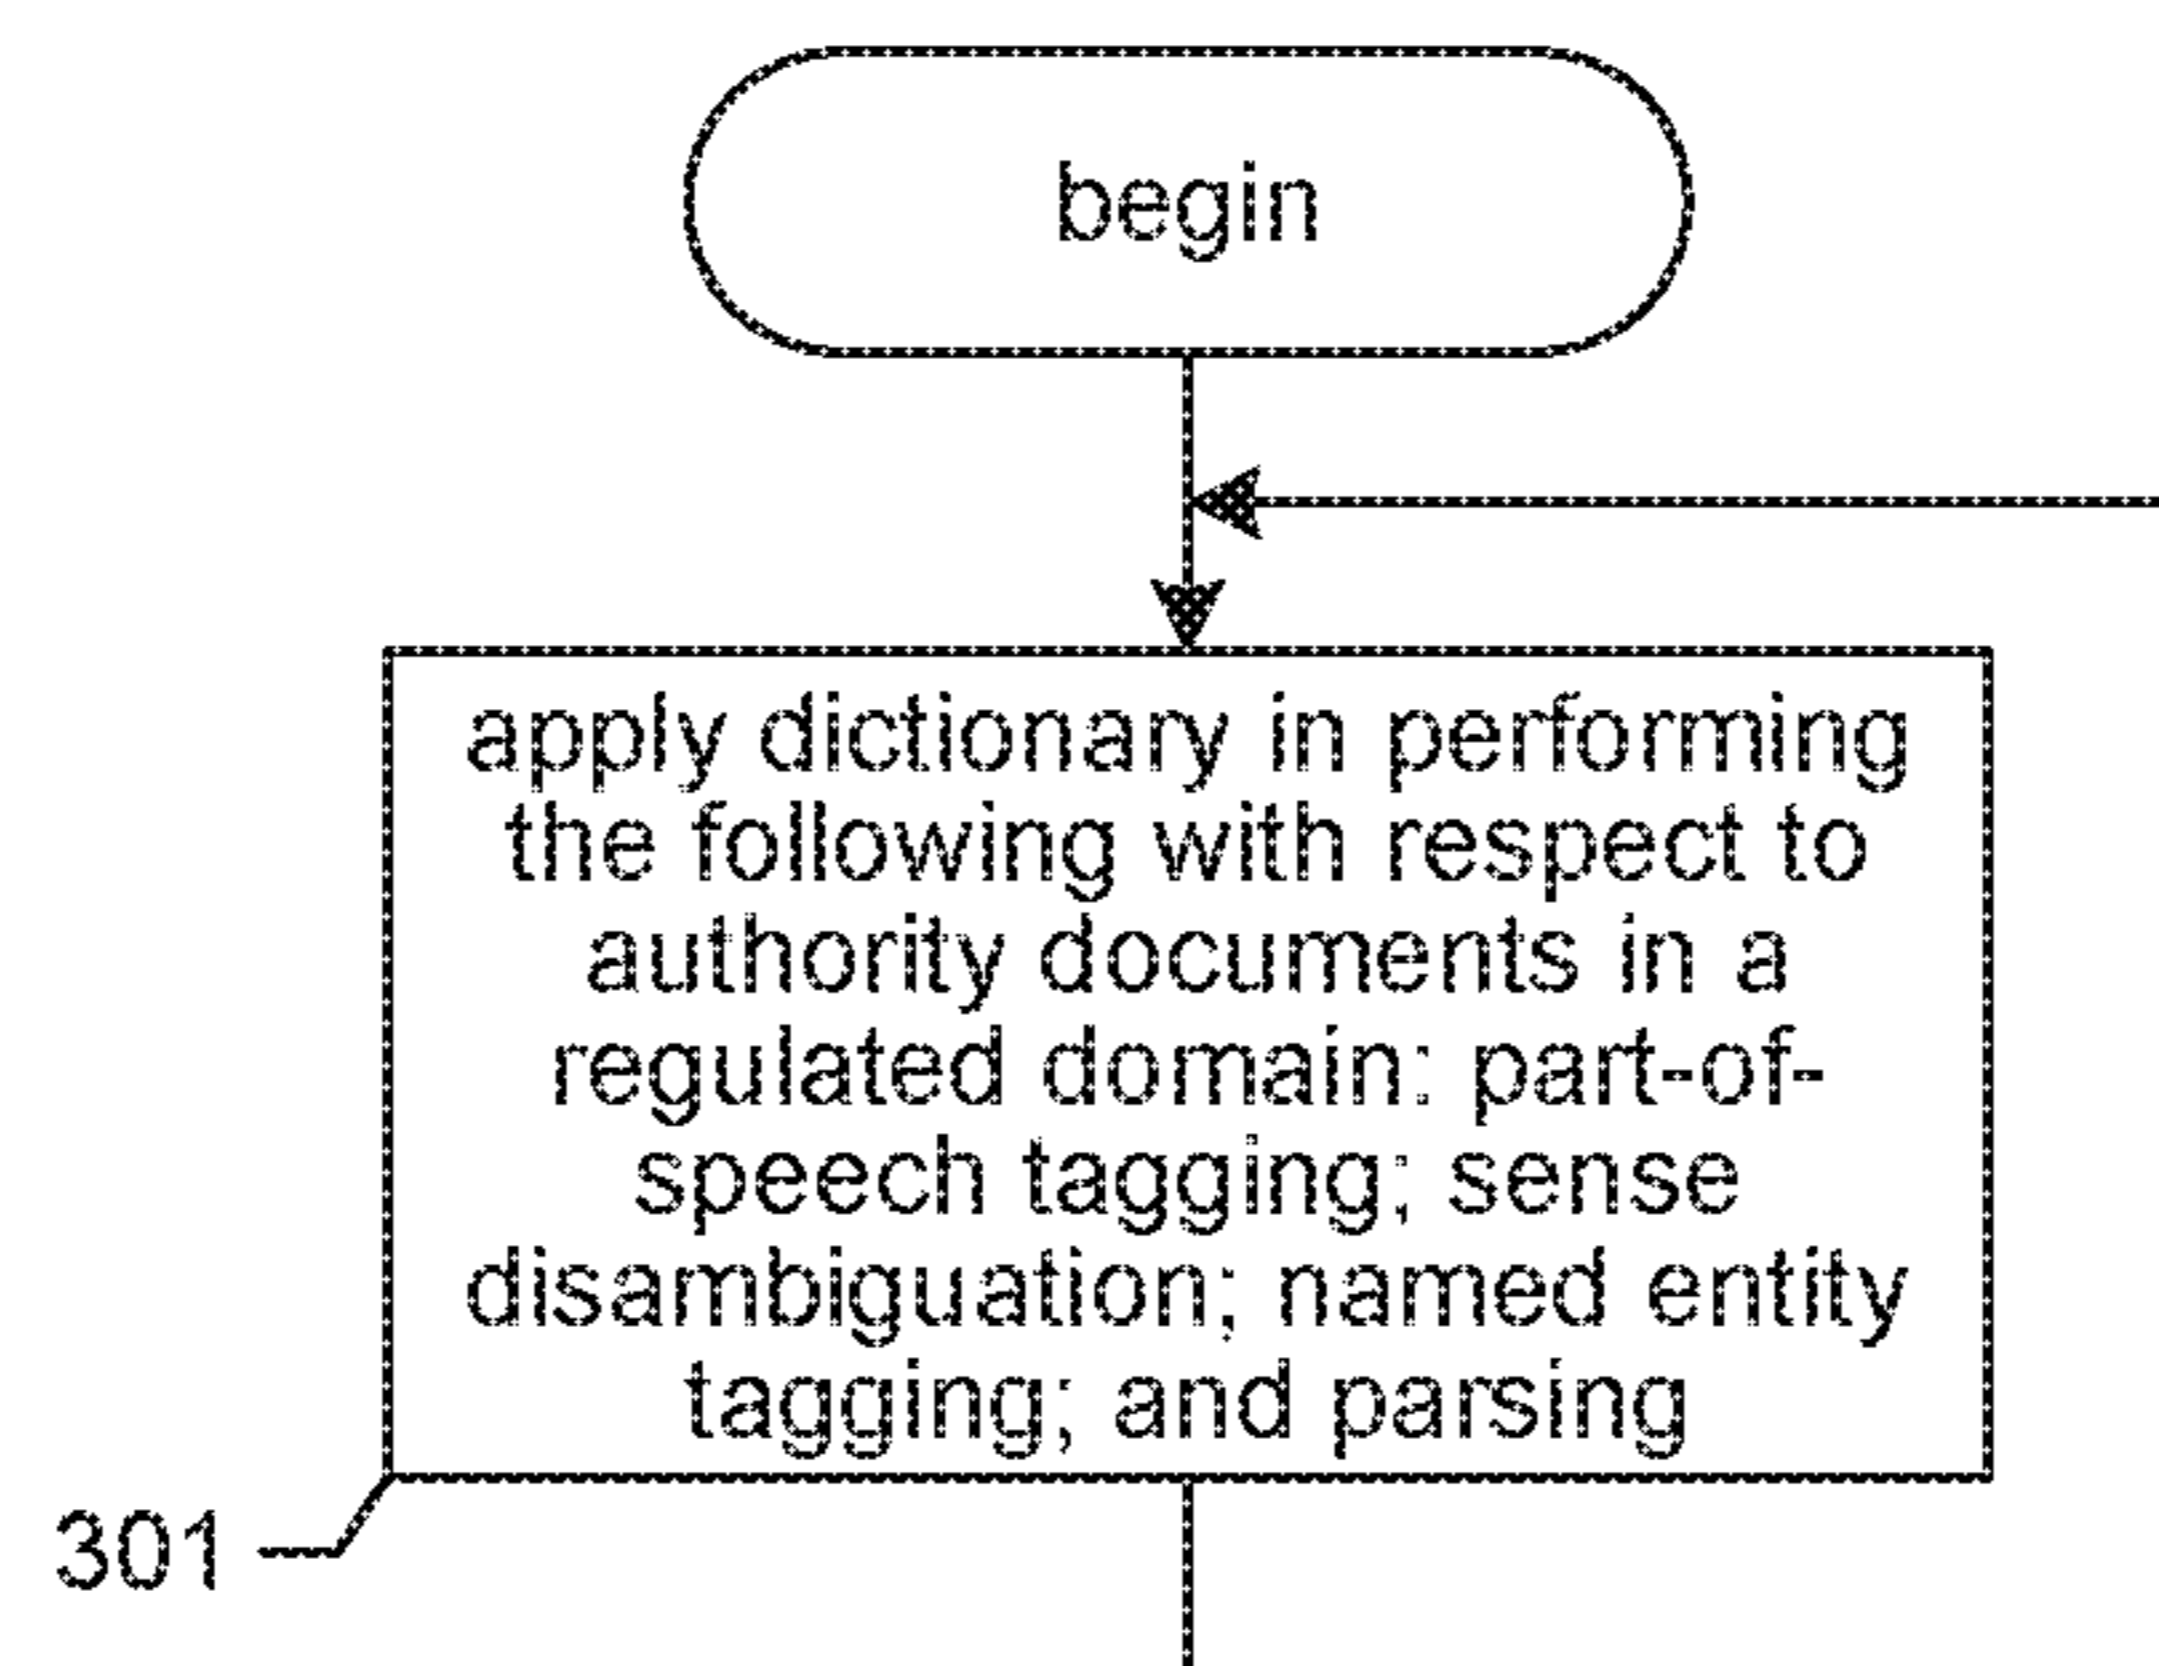 begin
apply dictionary in performing
the following with respect to
authority documents in a
regulated domain: part-of-
speech tagging; sense
disambiguation; named entity
tagging; and parsing
301